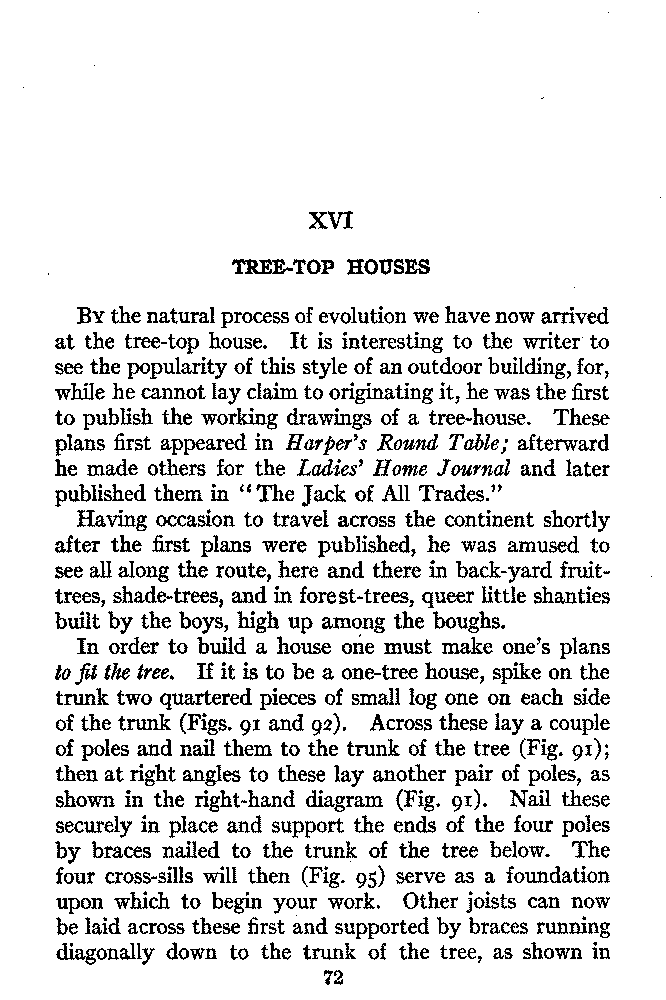 XVI
TREE-TOP HOUSES
By the natural process of evolution we have now arrived
at the tree-top house. It is interesting to the writer to
see the popularity of this style of an outdoor building, for,
while he cannot lay claim to originating it, he was the first
to publish the working drawings of a tree-house. These
plans first appeared in Harper's Round Table; afterward
he made others for the Ladies' Home Journal and later
published them in "The Jack of All Trades."
Having occasion to travel across the continent shortly
after the first plans were published, he was amused to
see all along the route, here and there in back-yard fruit-
trees, shade-trees, and in forest-trees, queer little shanties
built by the boys, high up among the boughs.
In order to build a house one must make one's plans
to fit the tree. If it is to be a one-tree house, spike on the
trunk two quartered pieces of small log one on each side
of the trunk (Figs. 91 and 92). Across these lay a couple
of poles and nail them to the trunk of the tree (Fig. 91);
then at right angles to these lay another pair of poles, as
shown in the right-hand diagram (Fig. 91). Nail these
securely in place and support the ends of the four poles
by braces nailed to the trunk of the tree below. The
four cross-sills will then (Fig. 95) serve as a foundation
upon which to begin your work. Other joists can now
be laid across these first and supported by braces running
diagonally down to the trunk of the tree, as shown in
72